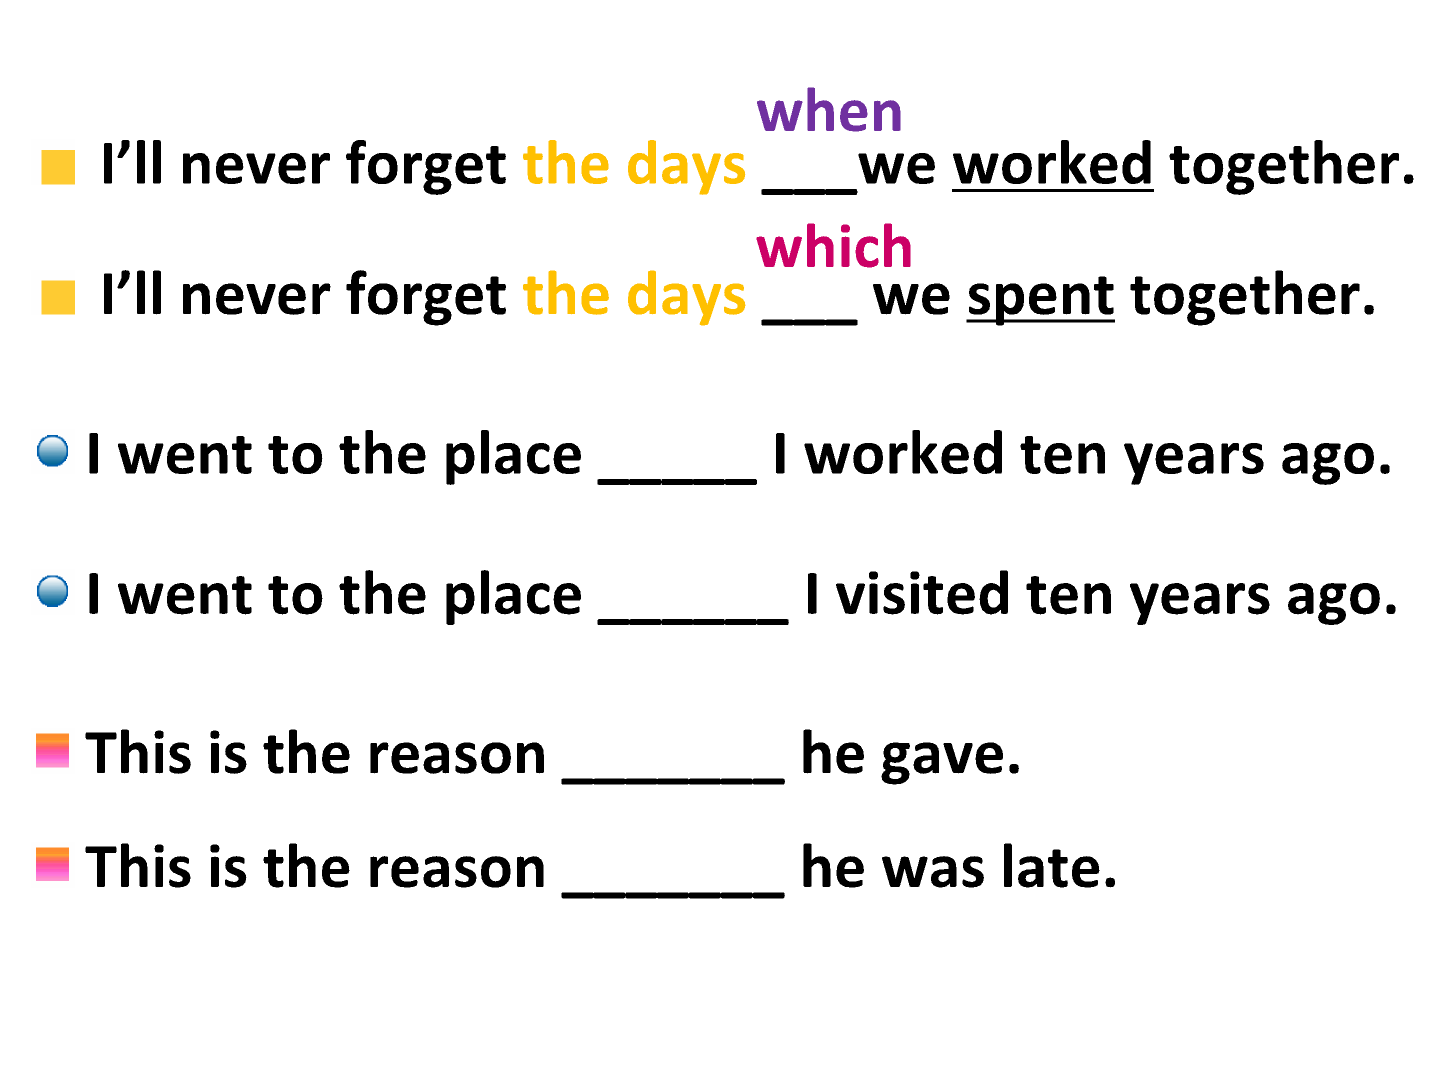 when
I’ll never forget the days ___we worked together.
which
I’ll never forget the days ___ we spent together.
I went to the place _____ I worked ten years ago.
I went to the place ______ I visited ten years ago.
This is the reason _______ he gave.
This is the reason _______ he was late.